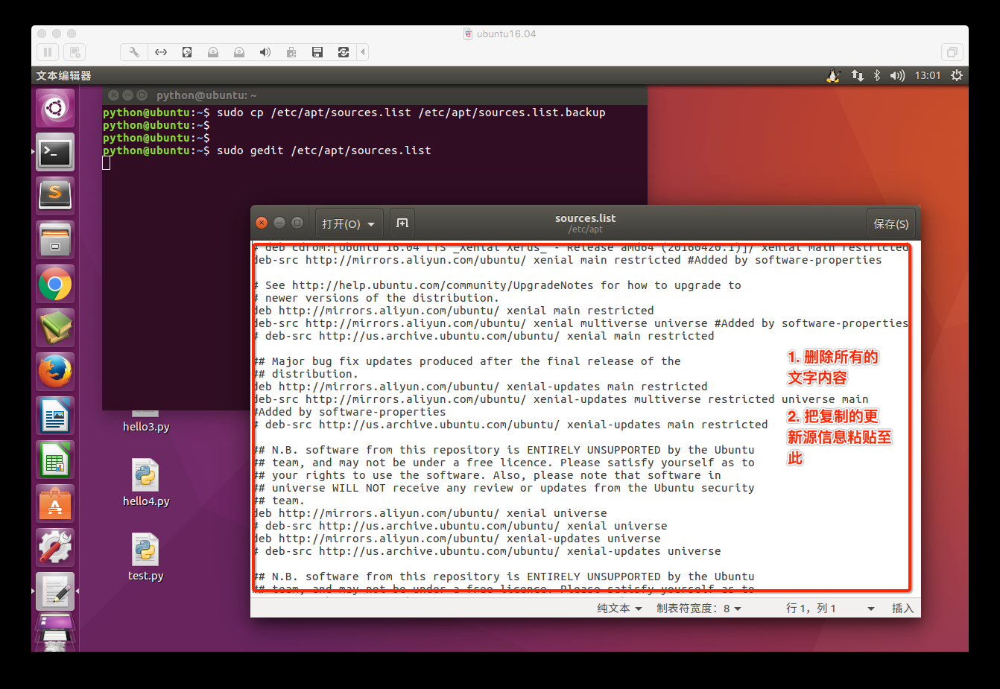 ubuntu16.04
文本编辑器
13:01
python@ubuntu: ~
python@ubuntu:~$ sudo cp /etc/apt/sources.list /etc/apt/sources.list.backup
python@ubuntu:~$
python@ubuntu:~$
python@ubuntu:~$ sudo gedit /etc/apt/sources.list
打开(O)
sources.list
/etc/apt
保存(S)
# deb cdrom:[Ubuntu 16.04 LTS _Xenial Xerus_ - Release amd64 (20160420.1)]/ xenial main restricted
deb-src http://mirrors.aliyun.com/ubuntu/ xenial main restricted #Added by software-properties
# See http://help.ubuntu.com/community/UpgradeNotes for how to upgrade to
# newer versions of the distribution.
deb http://mirrors.aliyun.com/ubuntu/ xenial main restricted
deb-src http://mirrors.aliyun.com/ubuntu/ xenial multiverse universe #Added by software-properties
# deb-src http://us.archive.ubuntu.com/ubuntu/ xenial main restricted
## Major bug fix updates produced after the final release of the
## distribution.
deb http://mirrors.aliyun.com/ubuntu/ xenial-updates main restricted
deb-src http://mirrors.aliyun.com/ubuntu/ xenial-updates multiverse restricted universe main
#Added by software-properties
# deb-src http://us.archive.ubuntu.com/ubuntu/ xenial-updates main restricted
## N.B. software from this repository is ENTIRELY UNSUPPORTED by the Ubuntu
## team, and may not be under a free licence. Please satisfy yourself as to
## your rights to use the software. Also, please note that software in
## universe WILL NOT receive any review or updates from the Ubuntu security
## team.
deb http://mirrors.aliyun.com/ubuntu/ xenial universe
# deb-src http://us.archive.ubuntu.com/ubuntu/ xenial universe
deb http://mirrors.aliyun.com/ubuntu/ xenial-updates universe
# deb-src http://us.archive.ubuntu.com/ubuntu/ xenial-updates universe
## N.B. software from this repository is ENTIRELY UNSUPPORTED by the Ubuntu
## team, and may not be under a free licence. Please satisfy yourself as to
1. 删除所有的
文字内容
2. 把复制的更
新源信息粘贴至
此
hello3.py
hello4.py
test.py
纯文本
制表符宽度：8
行 1，列 1
插入